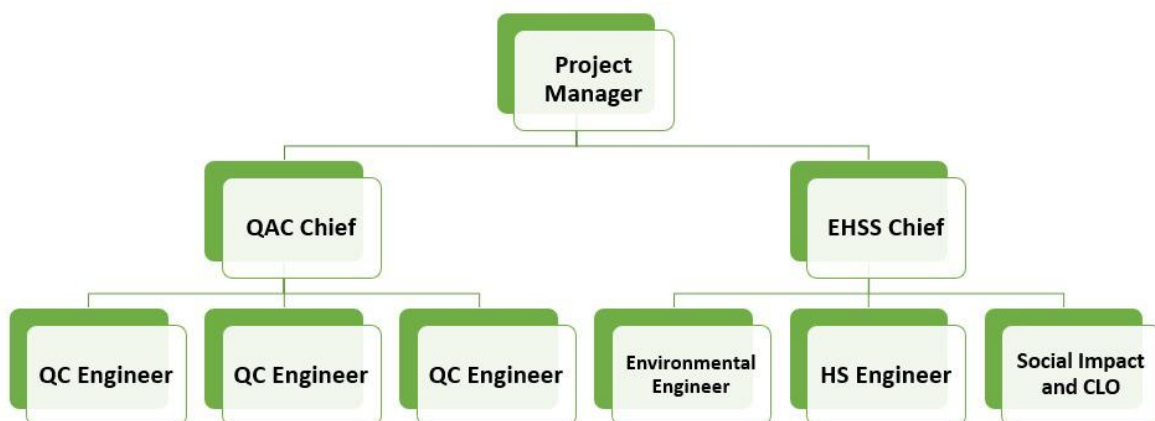 Project
Manager
QAC Chief
EHSS Chief
QC Engineer
QC Engineer
QC Engineer
Environmental
Engineer
HS Engineer
Social Impact
and CLO